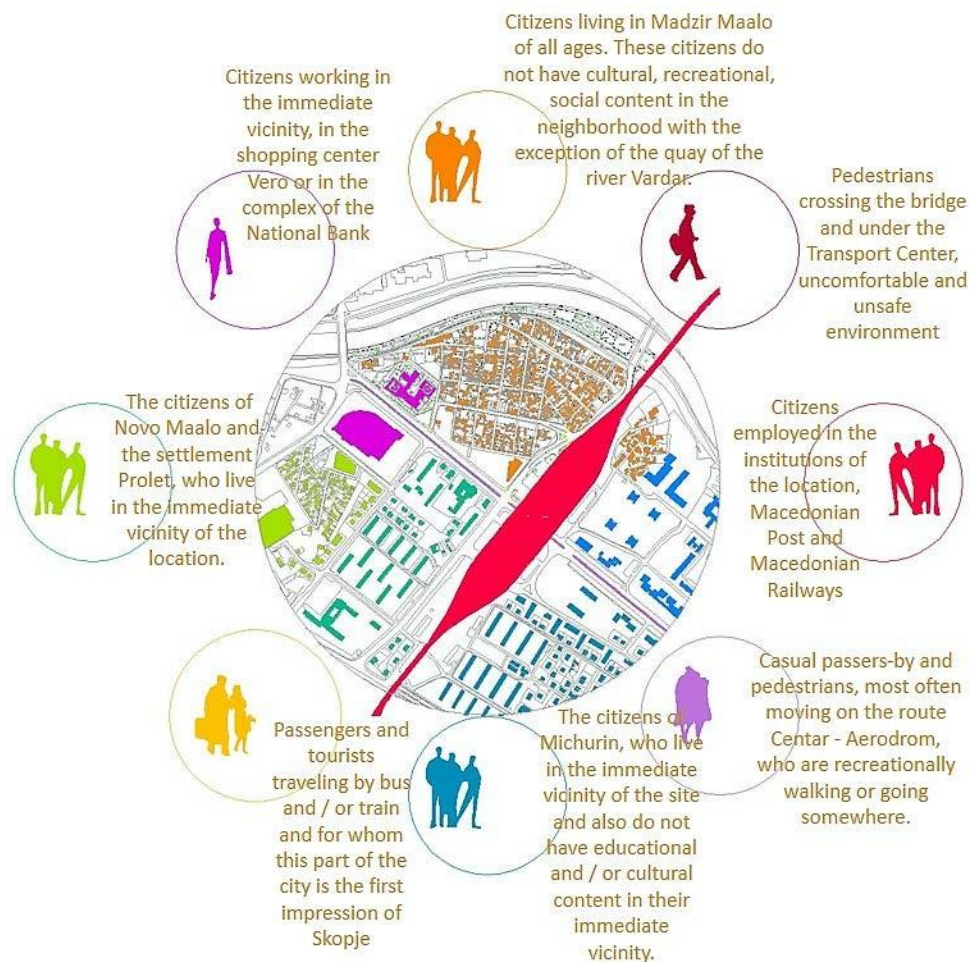 Citizens living in Madzir Maalo
of all ages. These citizens do
not have cultural, recreational,
social content in the
neighborhood with the
exception of the quay of the
river Vardar.
Citizens working in
the immediate
vicinity, in the
shopping center
Vero or in the
complex of the
National Bank
Pedestrians
crossing the bridge
and under the
Transport Center,
uncomfortable and
unsafe
environment
The citizens of
Novo Maalo and
the settlement
Prolet, who live
in the immediate
vicinity of the
location.
Citizens
employed in the
institutions of
the location,
Macedonian
Post and
Macedonian
Railways
Passengers and
tourists
traveling by bus
and / or train
and for whom
this part of the
city is the first
impression of
Skopje
The citizens of
Michurin, who live
in the immediate
vicinity of the site
and also do not
have educational
and / or cultural
content in their
immediate
vicinity.
Casual passers-by and
pedestrians, most often
moving on the route
Centar - Aerodrom,
who are recreationally
walking or going
somewhere.